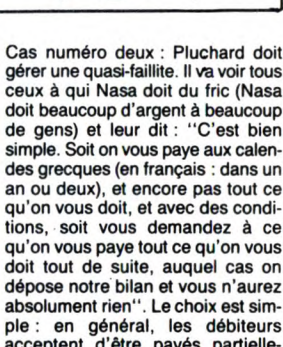 Cas numéro deux : Pluchard doit
gérer une quasi-faillite. Il va voir tous
ceux à qui Nasa doit du fric (Nasa
doit beaucoup d'argent à beaucoup
de gens) et leur dit : "C'est bien
simple. Soit on vous paye aux calen-
des grecques (en français : dans un
an ou deux), et encore pas tout ce
qu'on vous doit, et avec des condi-
tions, soit vous demandez à ce
qu'on vous paye tout ce qu'on vous
doit tout de suite, auquel cas on
dépose notre bilan et vous n'aurez
absolument rien". Le choix est sim-
ple : en général, les débiteurs
acceptent d'être payés partielle-